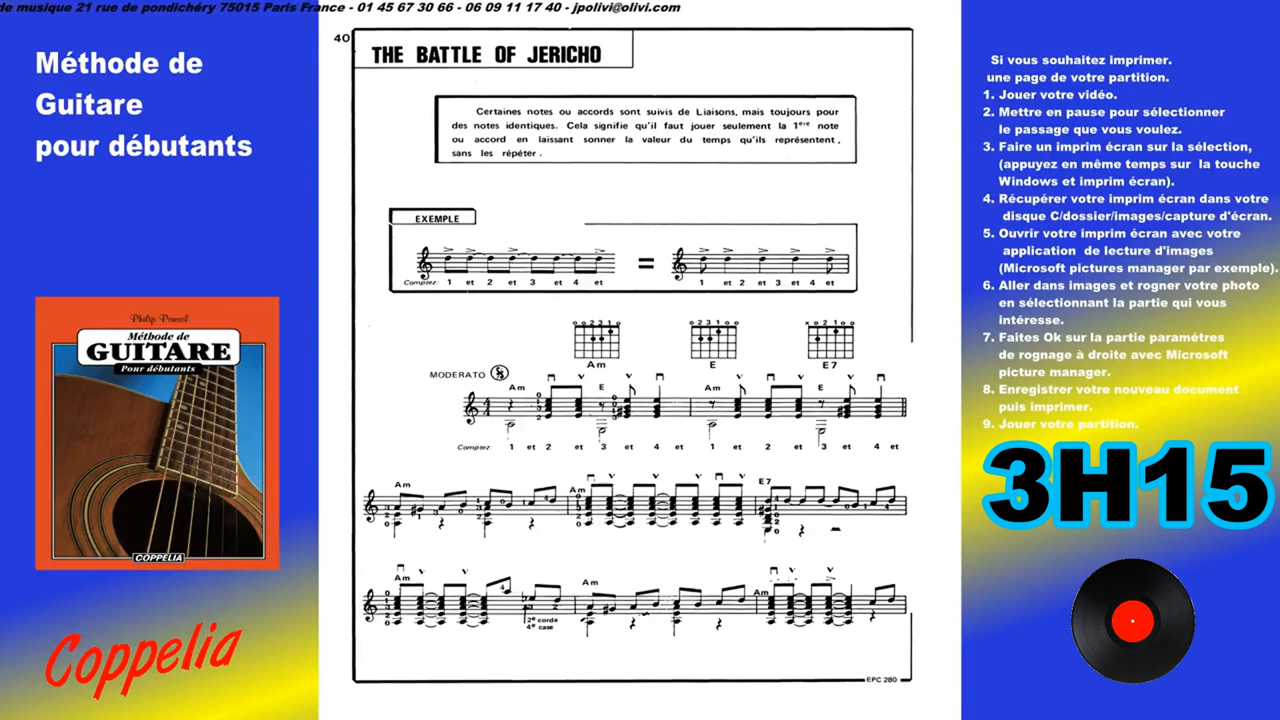 de musique 21 rue de pondichéry 75015 Paris France - 01 45 67 30 66 - 06 09 11 17 40 - jpolivi@olivi.com
Méthode de
Guitare
pour débutants
Méthode de
GUITARE
Pour débutants
COPPELIA
Coppelia
40
THE BATTLE OF JERICHO
Certaines notes ou accords sont suivis de Liaisons, mais toujours pour
des notes identiques. Cela signifie qu'il faut jouer seulement la 1ere note
ou accord en laissant sonner la valeur du temps qu'ils représentent,
sans les répéter.
EXEMPLE
=
Comptez: 1 et 2 et 3 et 4 et 1 et 2 et 3 et 4 et
oo231o o231oo xo21oo
Am E E7
MODERATO
Am E Am E
Comptez: 1 et 2 et 3 et 4 et 1 et 2 et 3 et 4 et
Am Am E7
Am Am Am
2e corde
4e case
EPC 280
Si vous souhaitez imprimer.
une page de votre partition.
1. Jouer votre vidéo.
2. Mettre en pause pour sélectionner
le passage que vous voulez.
3. Faire un imprim écran sur la sélection,
(appuyez en même temps sur la touche
Windows et imprim écran).
4. Récupérer votre imprim écran dans votre
disque C/dossier/images/capture d'écran.
5. Ouvrir votre imprim écran avec votre
application de lecture d'images
(Microsoft pictures manager par exemple).
6. Aller dans images et rogner votre photo
en sélectionnant la partie qui vous
intéresse.
7. Faites Ok sur la partie paramétres
de rognage à droite avec Microsoft
picture manager.
8. Enregistrer votre nouveau document
puis imprimer.
9. Jouer votre partition.
3H15